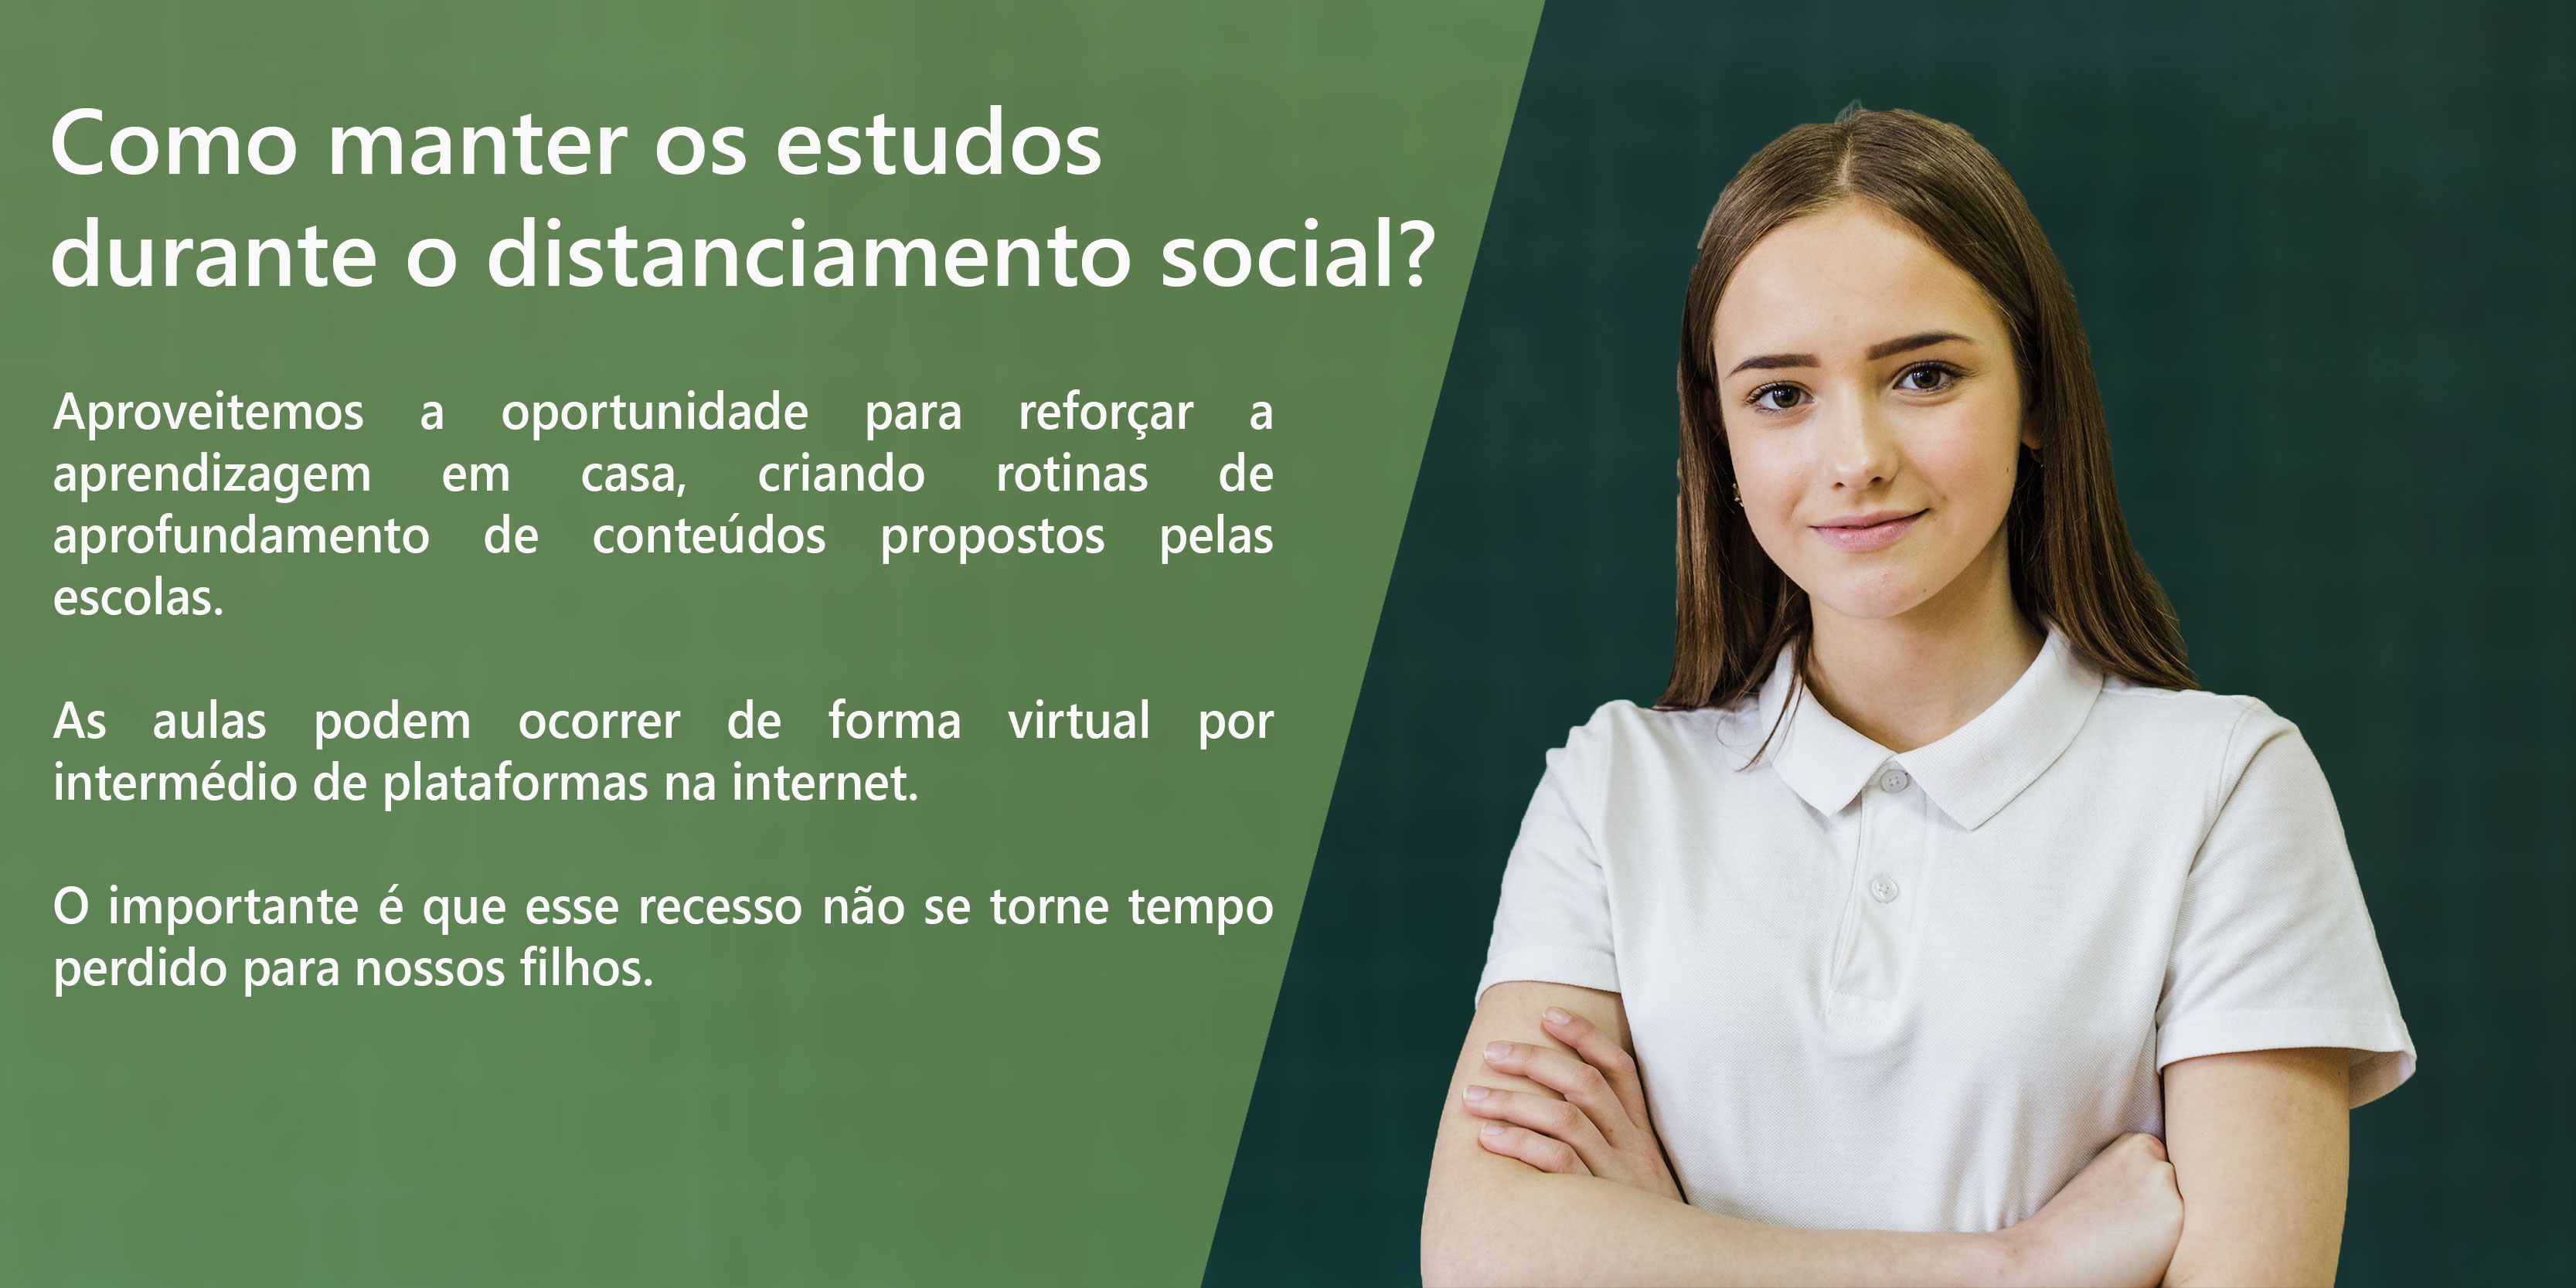 Como manter os estudos
durante o distanciamento social?
Aproveitemos a oportunidade para reforçar a
aprendizagem em casa, criando rotinas de
aprofundamento de conteúdos propostos pelas
escolas.
As aulas podem ocorrer de forma virtual por
intermédio de plataformas na internet.
O importante é que esse recesso não se torne tempo
perdido para nossos filhos.